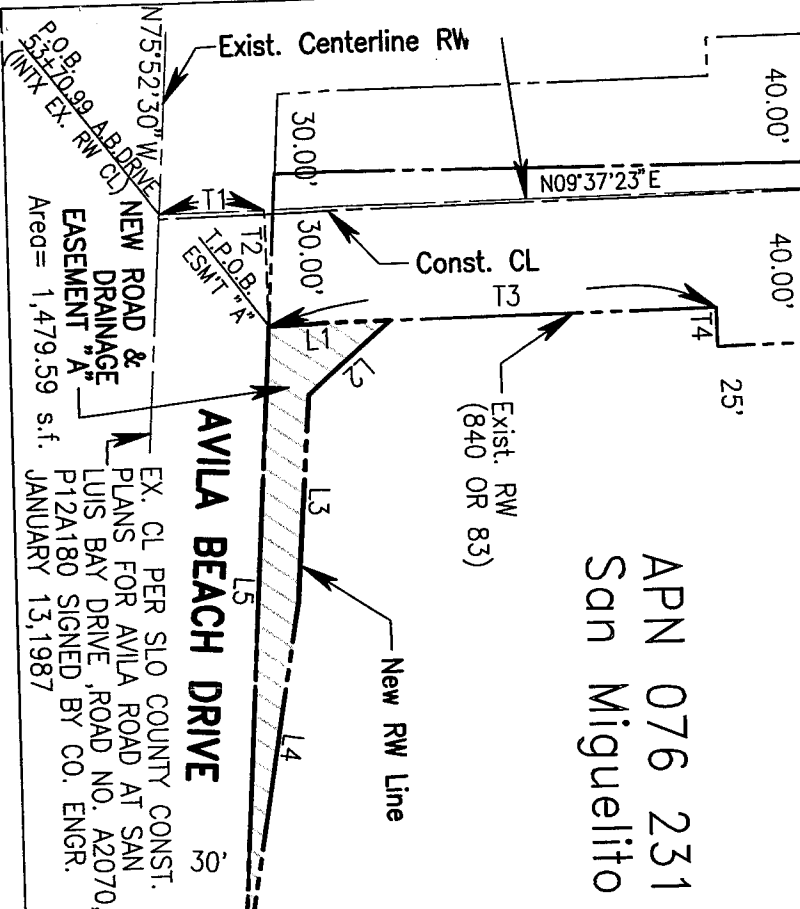 Exist. Centerline RW
N75°52'30" W
P.O.B.
53+70.99 A.B.DRIVE
(INTX EX. RW CL)
40.00'
30.00'
N09°37'23"E
40.00'
30.00'
T1
T2
T.P.O.B.
ESM'T "A"
Const. CL
T3
T4
25'
L1
L2
Exist. RW
(840 OR 83)
NEW ROAD &
DRAINAGE
EASEMENT "A"
Area= 1,479.59 s.f.
AVILA BEACH DRIVE
L3
L4
L5
New RW Line
30'
APN 076 231
San Miguelito
EX. CL PER SLO COUNTY CONST.
PLANS FOR AVILA ROAD AT SAN
LUIS BAY DRIVE ,ROAD NO. A2070,
P12A180 SIGNED BY CO. ENGR.
JANUARY 13,1987